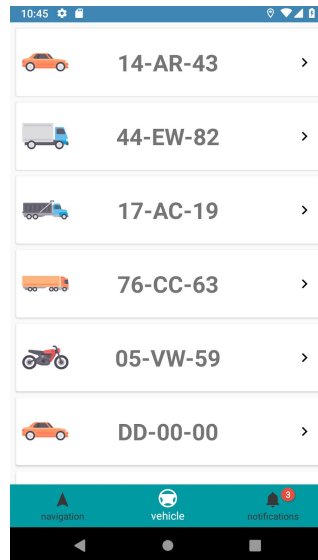 10:45
14-AR-43
44-EW-82
17-AC-19
76-CC-63
05-VW-59
DD-00-00
3
navigation
vehicle
notifications